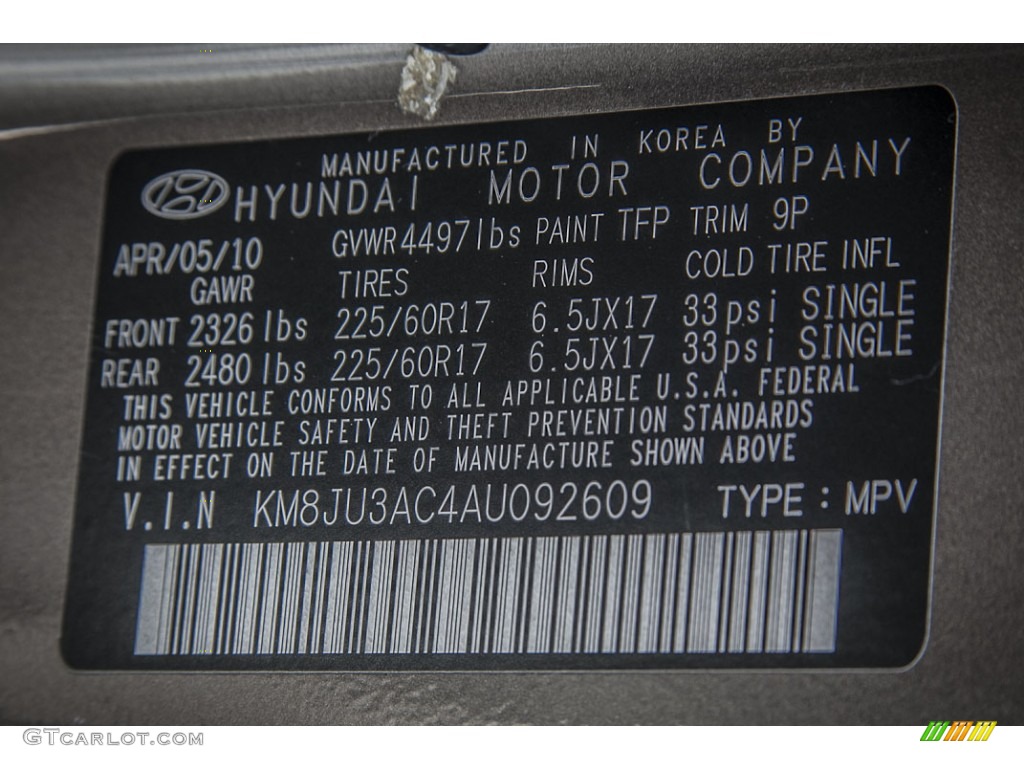 MANUFACTURED IN KOREA BY
HYUNDAI MOTOR COMPANY
APR/05/10 GVWR4497lbs PAINT TFP TRIM 9P
GAWR TIRES RIMS COLD TIRE INFL
FRONT 2326lbs 225/60R17 6.5JX17 33psi SINGLE
REAR 2480lbs 225/60R17 6.5JX17 33psi SINGLE
THIS VEHICLE CONFORMS TO ALL APPLICABLE U.S.A. FEDERAL
MOTOR VEHICLE SAFETY AND THEFT PREVENTION STANDARDS
IN EFFECT ON THE DATE OF MANUFACTURE SHOWN ABOVE
V.I.N KM8JU3AC4AU092609 TYPE : MPV
GTCARLOT.COM